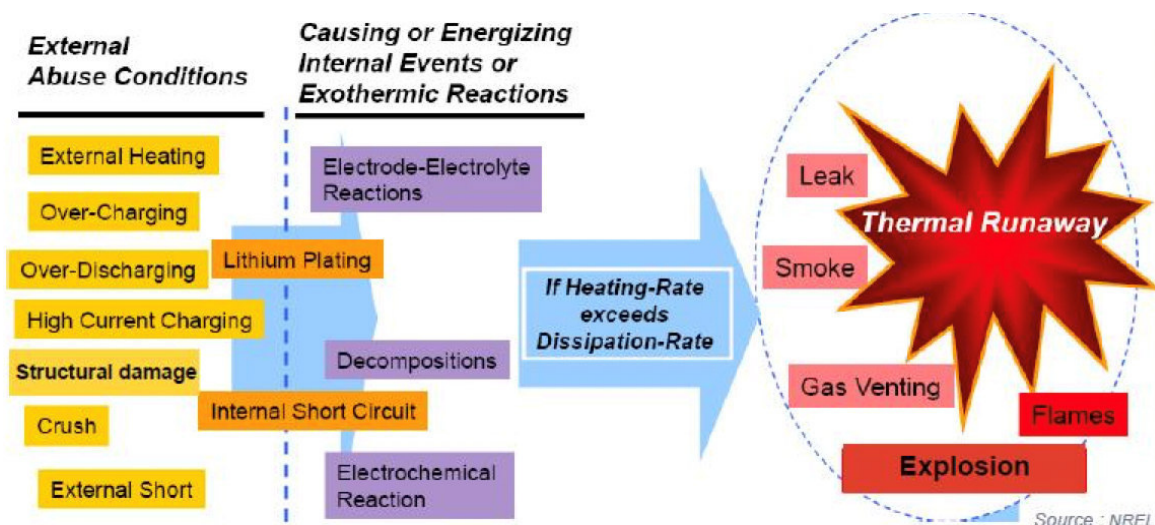 External
Abuse Conditions
Causing or Energizing
Internal Events or
Exothermic Reactions
External Heating
Over-Charging
Over-Discharging
High Current Charging
Structural damage
Crush
External Short
Lithium Plating
Internal Short Circuit
Electrode-Electrolyte
Reactions
Decompositions
Electrochemical
Reaction
If Heating-Rate
exceeds
Dissipation-Rate
Thermal Runaway
Leak
Smoke
Gas Venting
Flames
Explosion
Source : NREL